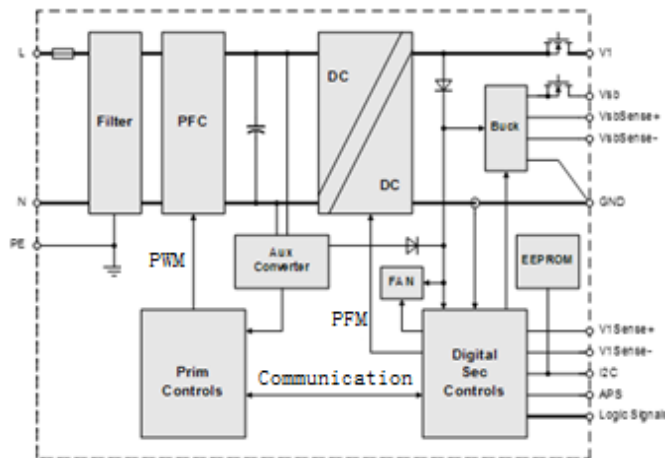 L
N
PE
Filter
PFC
DC
DC
Buck
V1
Vsb
VsbSense+
VsbSense-
GND
PWM
Aux
Converter
FAN
PFM
EEPROM
Prim
Controls
Communication
Digital
Sec
Controls
V1Sense+
V1Sense-
I2C
APS
Logic Signals